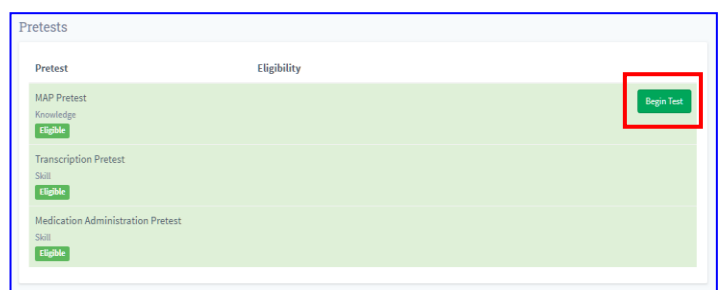 Pretests
Pretest Eligibility
MAP Pretest
Knowledge
Eligible
Begin Test
Transcription Pretest
Skill
Eligible
Medication Administration Pretest
Skill
Eligible